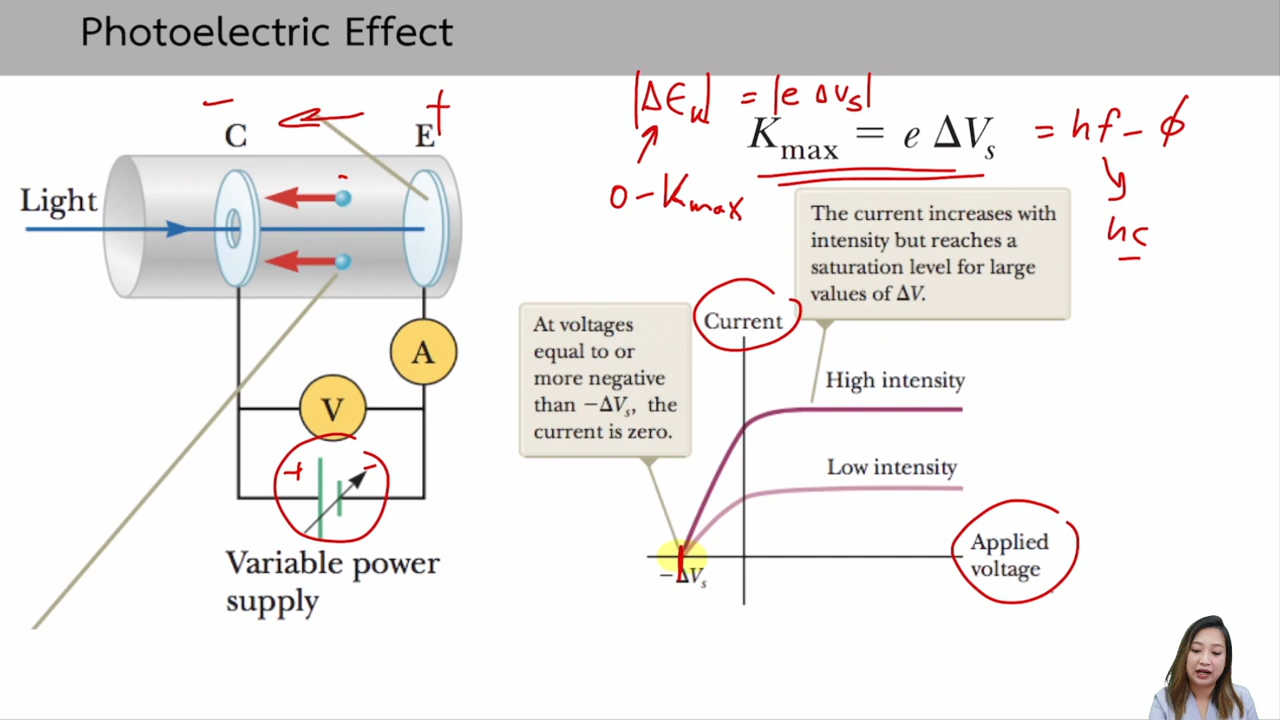 Photoelectric Effect
− +
C E
Light
A
V
+ −
Variable power
supply
|ΔEk| = |e ΔVs|
Kmax = e ΔVs = hf − ϕ
0 − Kmax
hc
The current increases with
intensity but reaches a
saturation level for large
values of ΔV.
At voltages
equal to or
more negative
than −ΔVs, the
current is zero.
Current
High intensity
Low intensity
Applied
voltage
−ΔVs